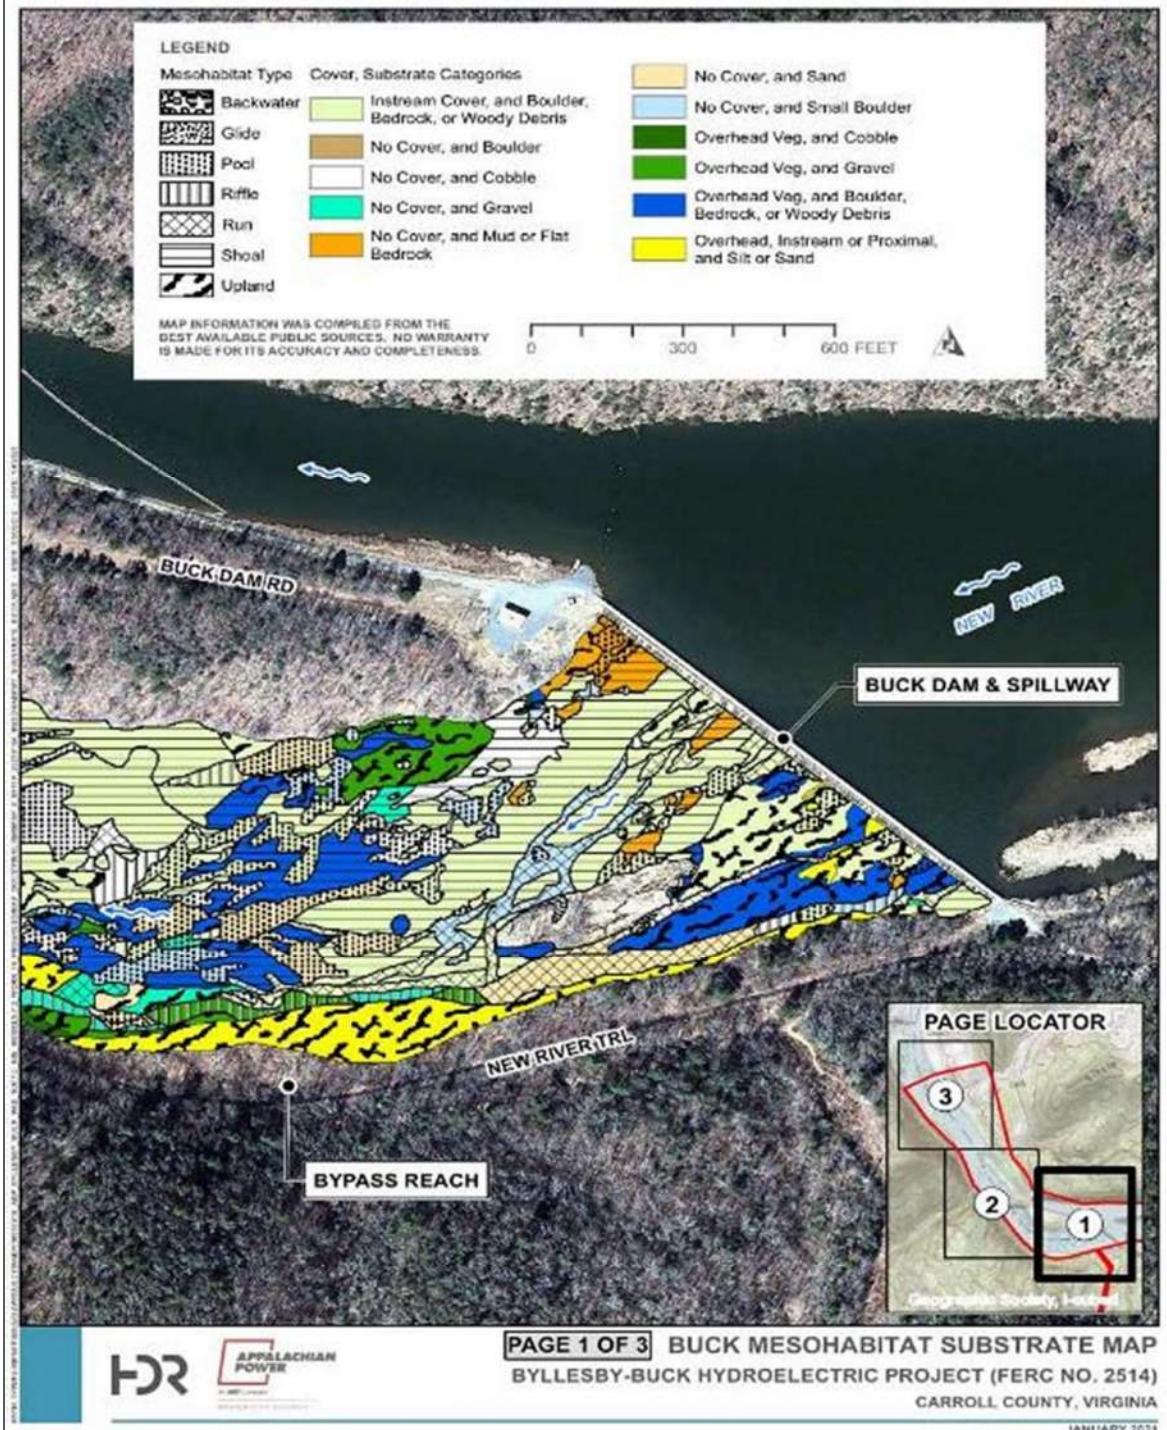 LEGEND
Mesohabitat Type
Backwater
Glide
Pool
Riffle
Run
Shoal
Upland
Cover, Substrate Categories
Instream Cover, and Boulder,
Bedrock, or Woody Debris
No Cover, and Boulder
No Cover, and Cobble
No Cover, and Gravel
No Cover, and Mud or Flat
Bedrock
No Cover, and Sand
No Cover, and Small Boulder
Overhead Veg, and Cobble
Overhead Veg, and Gravel
Overhead Veg, and Boulder,
Bedrock, or Woody Debris
Overhead, Instream or Proximal,
and Silt or Sand
MAP INFORMATION WAS COMPILED FROM THE
BEST AVAILABLE PUBLIC SOURCES. NO WARRANTY
IS MADE FOR ITS ACCURACY AND COMPLETENESS.
0 300 600 FEET
BUCK DAM RD
NEW RIVER
BUCK DAM & SPILLWAY
NEW RIVER TRL
BYPASS REACH
PAGE LOCATOR
3
2
1
Geographic Society, i-cubed
HDR
APPALACHIAN
POWER
PAGE 1 OF 3 BUCK MESOHABITAT SUBSTRATE MAP
BYLLESBY-BUCK HYDROELECTRIC PROJECT (FERC NO. 2514)
CARROLL COUNTY, VIRGINIA
JANUARY 2021